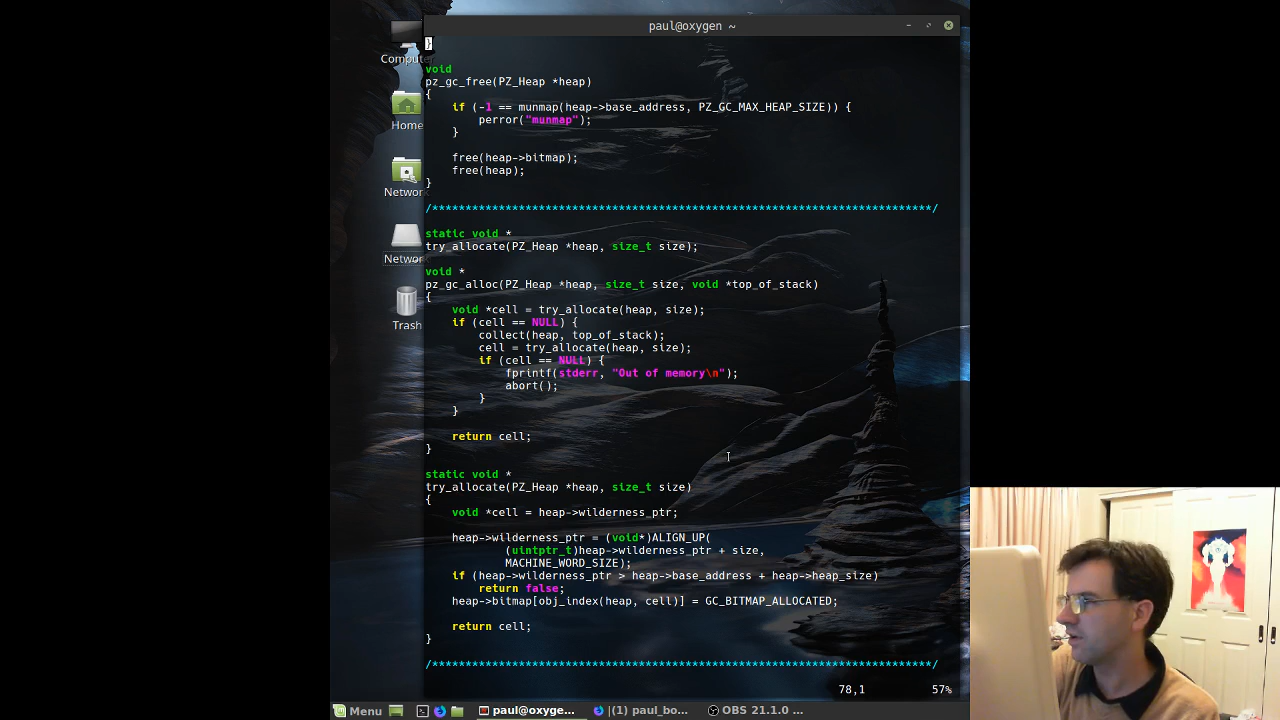 paul@oxygen ~
}
Computer
void
pz_gc_free(PZ_Heap *heap)
{
if (-1 == munmap(heap->base_address, PZ_GC_MAX_HEAP_SIZE)) {
perror("munmap");
}
Home
free(heap->bitmap);
free(heap);
}
Network
/*****************************************************************************/
static void *
try_allocate(PZ_Heap *heap, size_t size);
Network
void *
pz_gc_alloc(PZ_Heap *heap, size_t size, void *top_of_stack)
{
void *cell = try_allocate(heap, size);
if (cell == NULL) {
Trash
collect(heap, top_of_stack);
cell = try_allocate(heap, size);
if (cell == NULL) {
fprintf(stderr, "Out of memory\n");
abort();
}
}
return cell;
}
static void *
try_allocate(PZ_Heap *heap, size_t size)
{
void *cell = heap->wilderness_ptr;
heap->wilderness_ptr = (void*)ALIGN_UP(
(uintptr_t)heap->wilderness_ptr + size,
MACHINE_WORD_SIZE);
if (heap->wilderness_ptr > heap->base_address + heap->heap_size)
return false;
heap->bitmap[obj_index(heap, cell)] = GC_BITMAP_ALLOCATED;
return cell;
}
/*****************************************************************************/
78,1 57%
Menu paul@oxyge... (1) paul_bo... OBS 21.1.0 ...